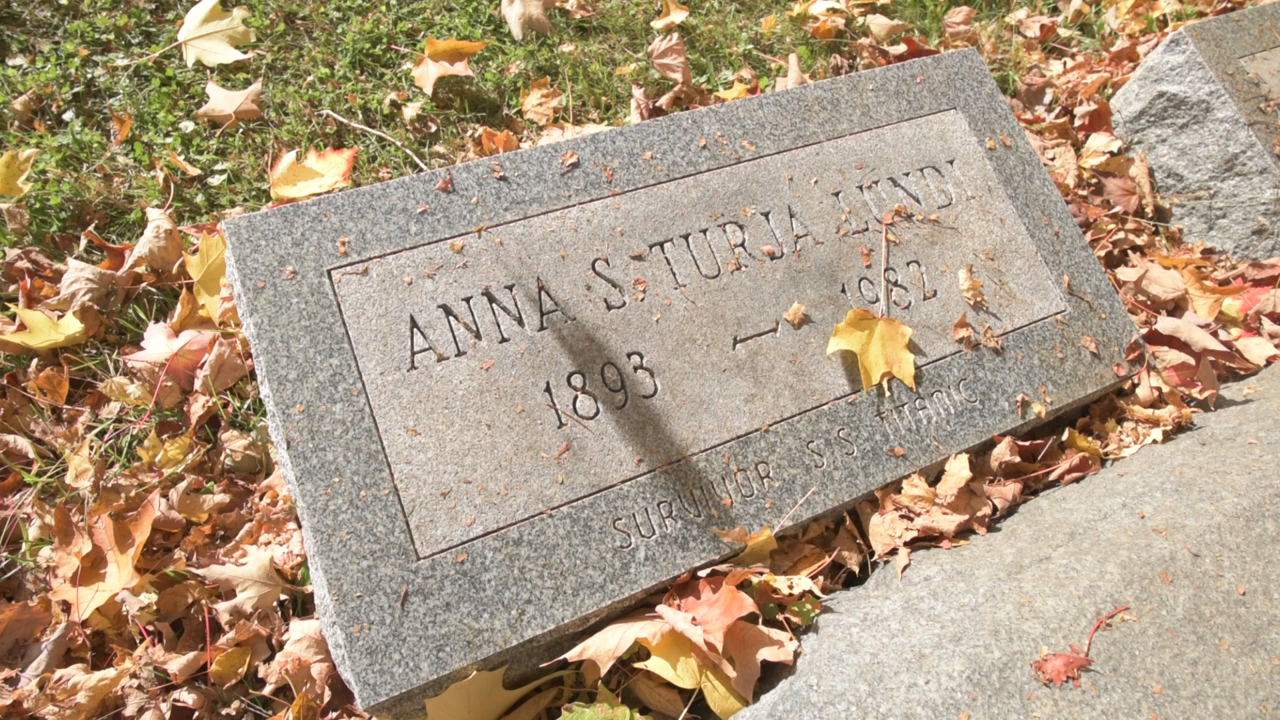 ANNA S. TURJA LUNDI
1893 — 1982
SURVIVOR S.S. TITANIC